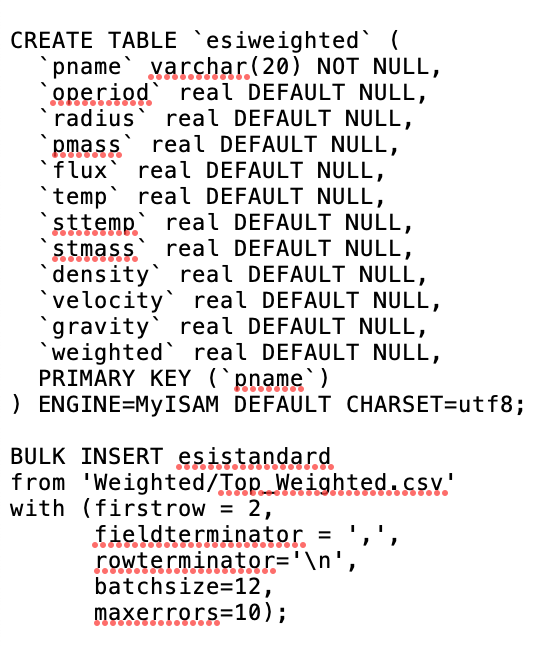 CREATE TABLE `esiweighted` (
  `pname` varchar(20) NOT NULL,
  `operiod` real DEFAULT NULL,
  `radius` real DEFAULT NULL,
  `pmass` real DEFAULT NULL,
  `flux` real DEFAULT NULL,
  `temp` real DEFAULT NULL,
  `sttemp` real DEFAULT NULL,
  `stmass` real DEFAULT NULL,
  `density` real DEFAULT NULL,
  `velocity` real DEFAULT NULL,
  `gravity` real DEFAULT NULL,
  `weighted` real DEFAULT NULL,
  PRIMARY KEY (`pname`)
) ENGINE=MyISAM DEFAULT CHARSET=utf8;
BULK INSERT esistandard
from 'Weighted/Top_Weighted.csv'
with (firstrow = 2,
      fieldterminator = ',',
      rowterminator='\n',
      batchsize=12,
      maxerrors=10);